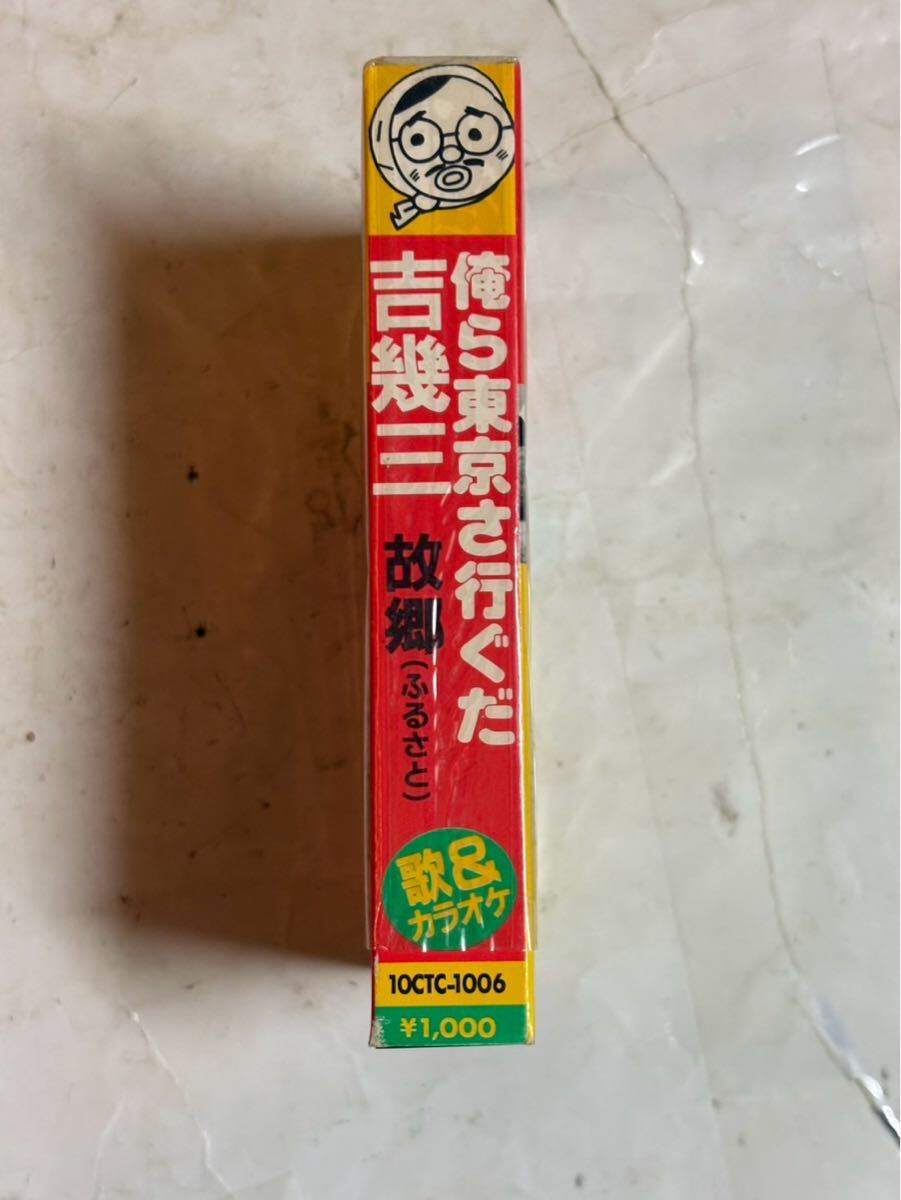 俺ら東京さ行ぐだ
吉幾三
故郷(ふるさと)
歌&
カラオケ
10CTC-1006
¥1,000